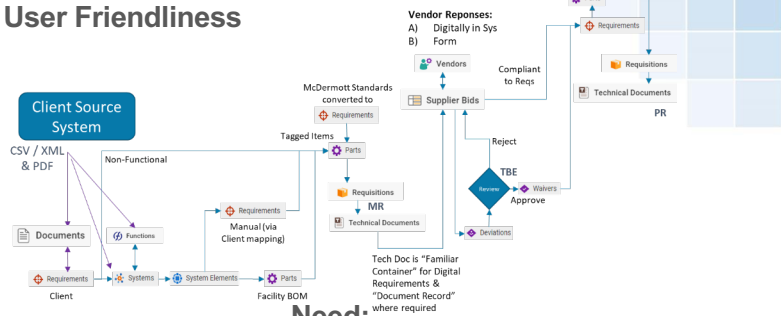 User Friendliness
Vendor Reponses:
A) Digitally in Sys
B) Form
Vendors
Supplier Bids
Compliant
to Reqs
Requirements
Requisitions
Technical Documents
PR
Client Source
System
CSV / XML
& PDF
Non-Functional
McDermott Standards
converted to
Requirements
Tagged Items
Parts
Requisitions
MR
Technical Documents
Reject
TBE
Review
Waivers
Approve
Deviations
Documents
Functions
Requirements
Manual (via
Client mapping)
Requirements
Systems
System Elements
Parts
Client
Facility BOM
Tech Doc is "Familiar
Container" for Digital
Requirements &
"Document Record"
where required
Need: